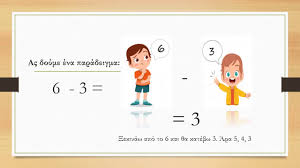 Ας δούμε ένα παράδειγμα:
6
3
6 - 3 =
-
= 3
Ξεκινάω από το 6 και θα κατέβω 3. Άρα 5, 4, 3